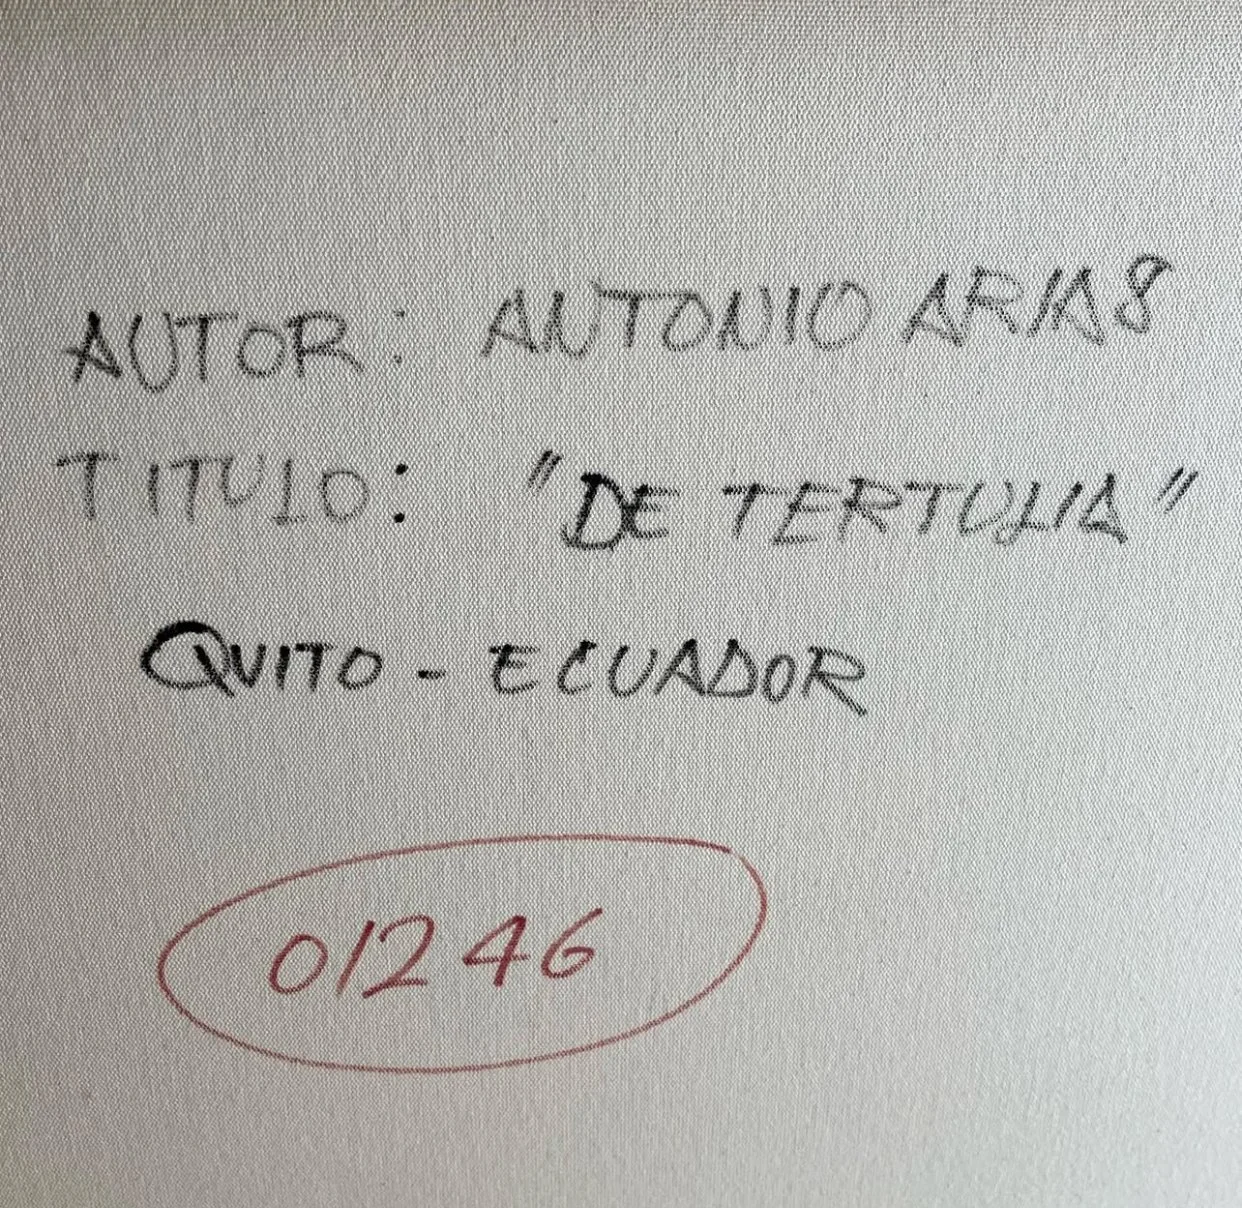 AUTOR: ANTONIO ARIAS
TITULO: "DE TERTULIA"
QUITO - ECUADOR
01246